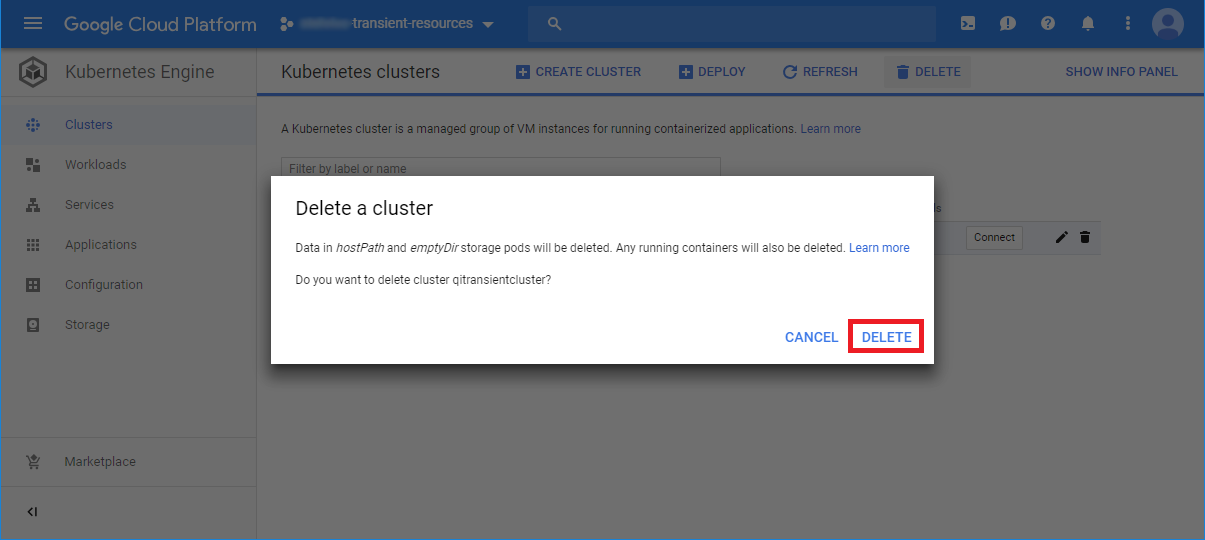 Google Cloud Platform
-transient-resources
Kubernetes Engine
Kubernetes clusters
CREATE CLUSTER
DEPLOY
REFRESH
DELETE
SHOW INFO PANEL
Clusters
Workloads
Services
Applications
Configuration
Storage
Marketplace
A Kubernetes cluster is a managed group of VM instances for running containerized applications. Learn more
Filter by label or name
Connect
Delete a cluster
Data in hostPath and emptyDir storage pods will be deleted. Any running containers will also be deleted. Learn more
Do you want to delete cluster qitransientcluster?
CANCEL
DELETE